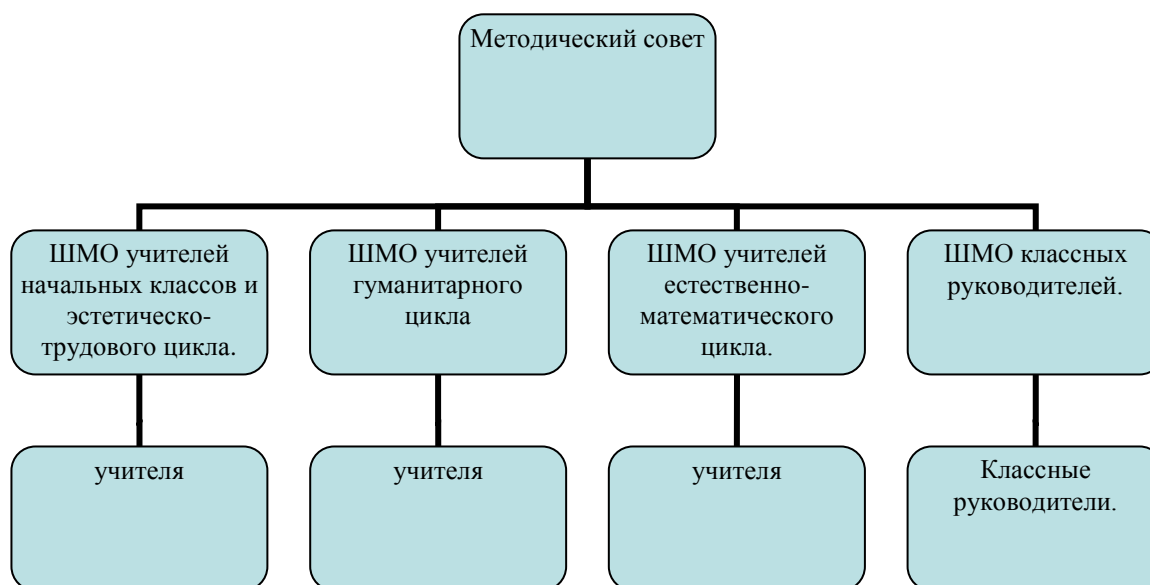 Методический совет
ШМО учителей
начальных классов и
эстетическо-
трудового цикла.
ШМО учителей
гуманитарного
цикла
ШМО учителей
естественно-
математического
цикла.
ШМО классных
руководителей.
учителя
учителя
учителя
Классные
руководители.